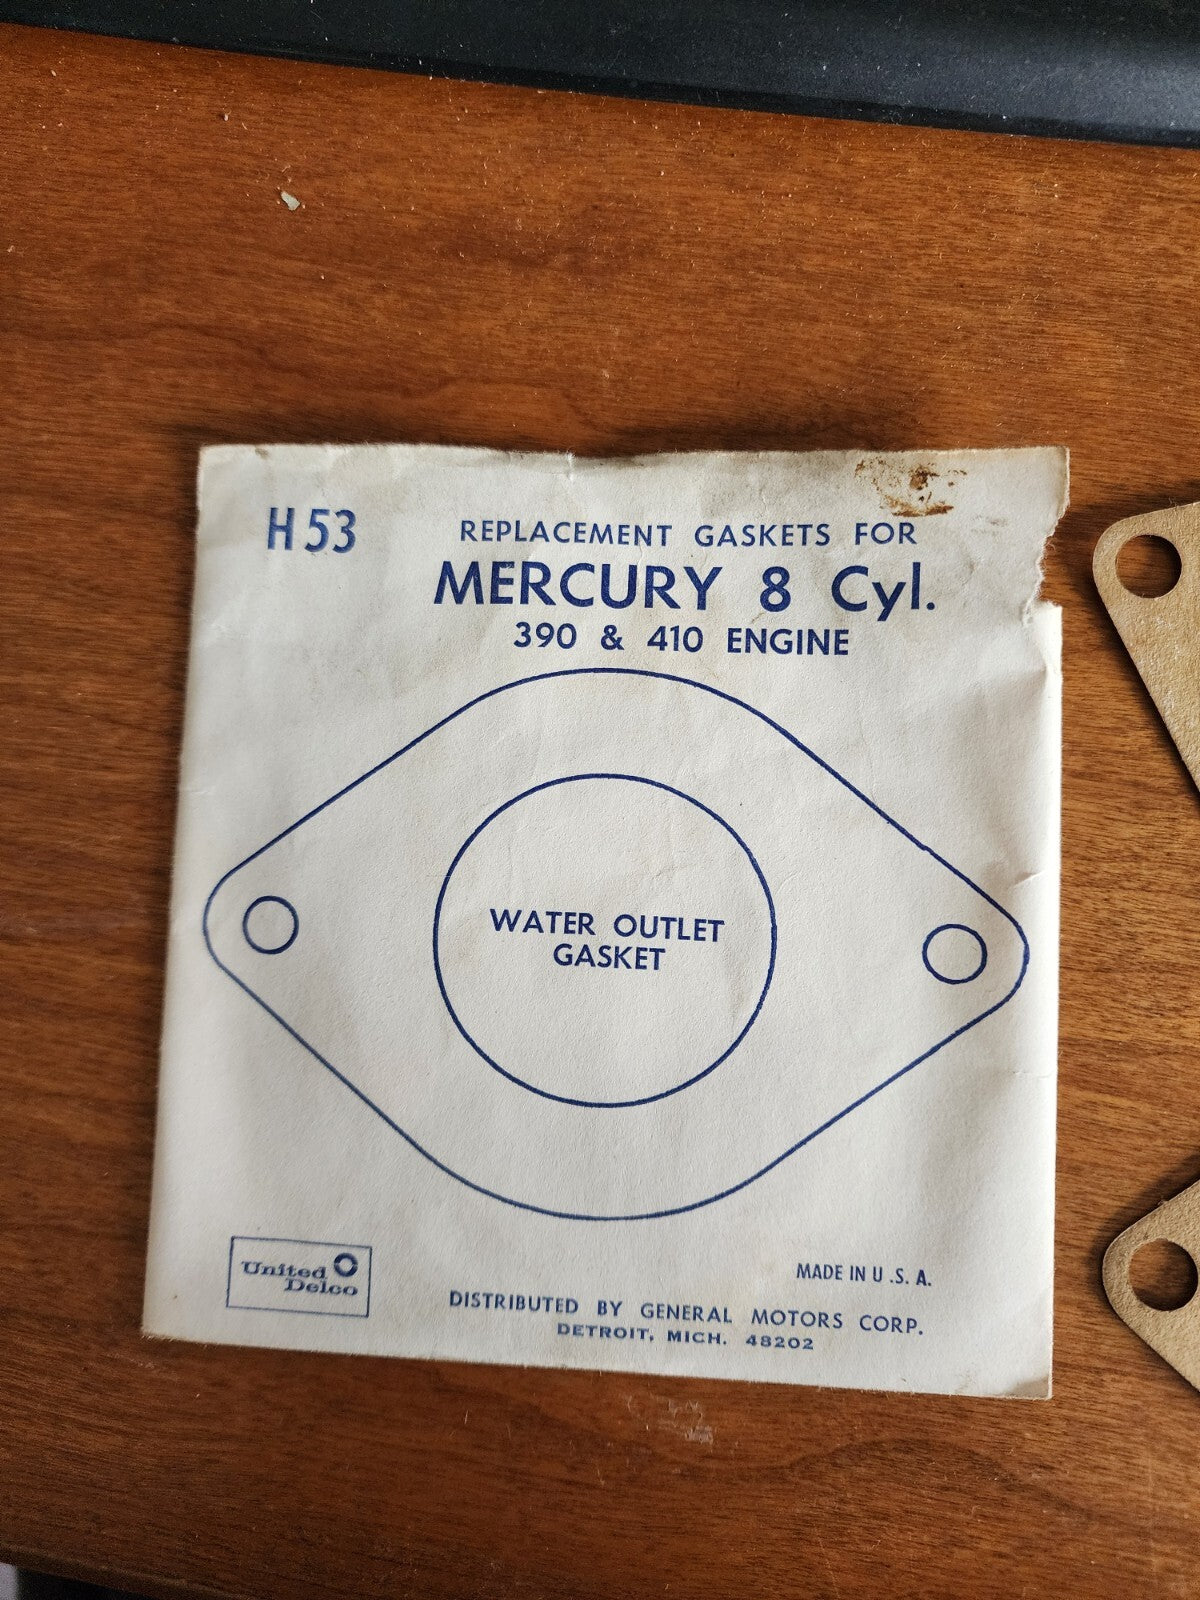 H 53
REPLACEMENT GASKETS FOR
MERCURY 8 Cyl.
390 & 410 ENGINE
WATER OUTLET
GASKET
United
Delco
MADE IN U .S. A.
DISTRIBUTED BY GENERAL MOTORS CORP.
DETROIT, MICH. 48202